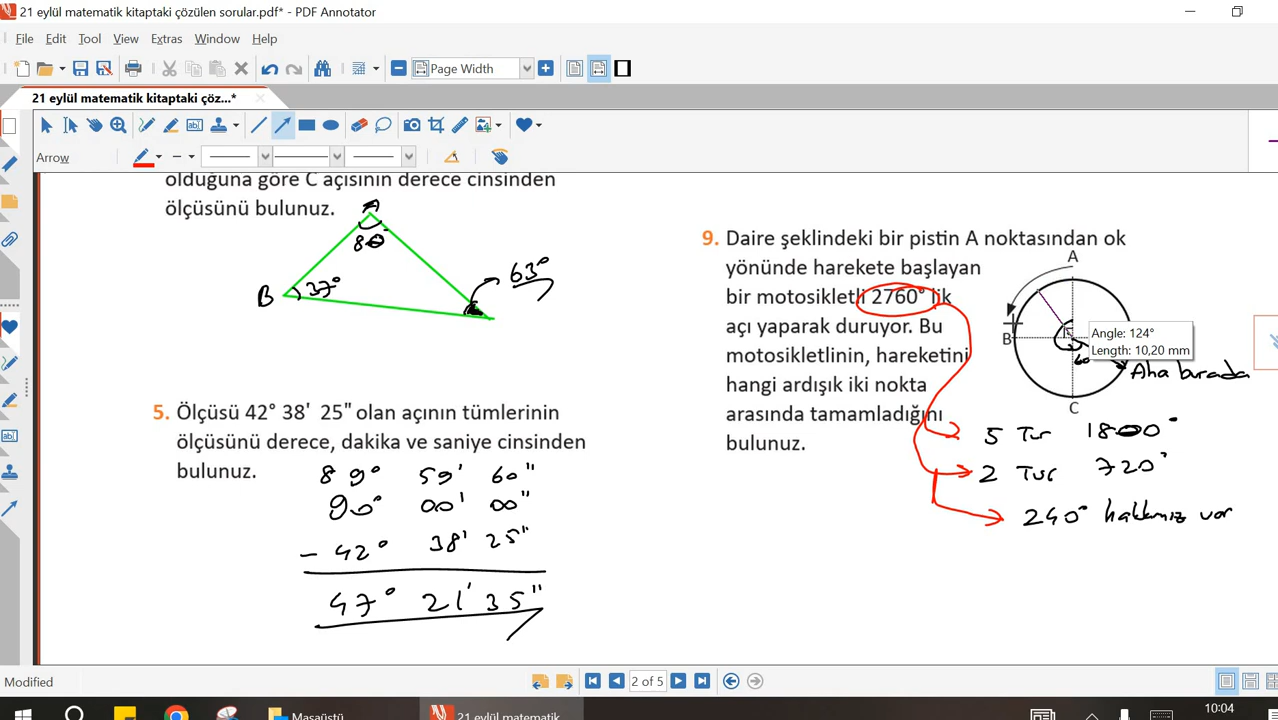 21 eylül matematik kitaptaki çözülen sorular.pdf* - PDF Annotator
File Edit Tool View Extras Window Help
Page Width
21 eylül matematik kitaptaki çöz...*
Arrow
olduğuna göre C açısının derece cinsinden
ölçüsünü bulunuz.
A
80°
B
37°
63°
5. Ölçüsü 42° 38' 25" olan açının tümlerinin
ölçüsünü derece, dakika ve saniye cinsinden
bulunuz.
89° 59' 60"
90° 00' 00"
- 42° 38' 25"
47° 21' 35"
9. Daire şeklindeki bir pistin A noktasından ok
yönünde harekete başlayan
bir motosikletli 2760° lik
açı yaparak duruyor. Bu
motosikletlinin, hareketini
hangi ardışık iki nokta
arasında tamamladığını
bulunuz.
A
B
Angle: 124°
Length: 10,20 mm
60
Aha burada
C
5 Tur 1800°
2 Tur 720°
240° hakkımız var
Modified
2 of 5
Masaüstü
21 eylül matematik
10:04